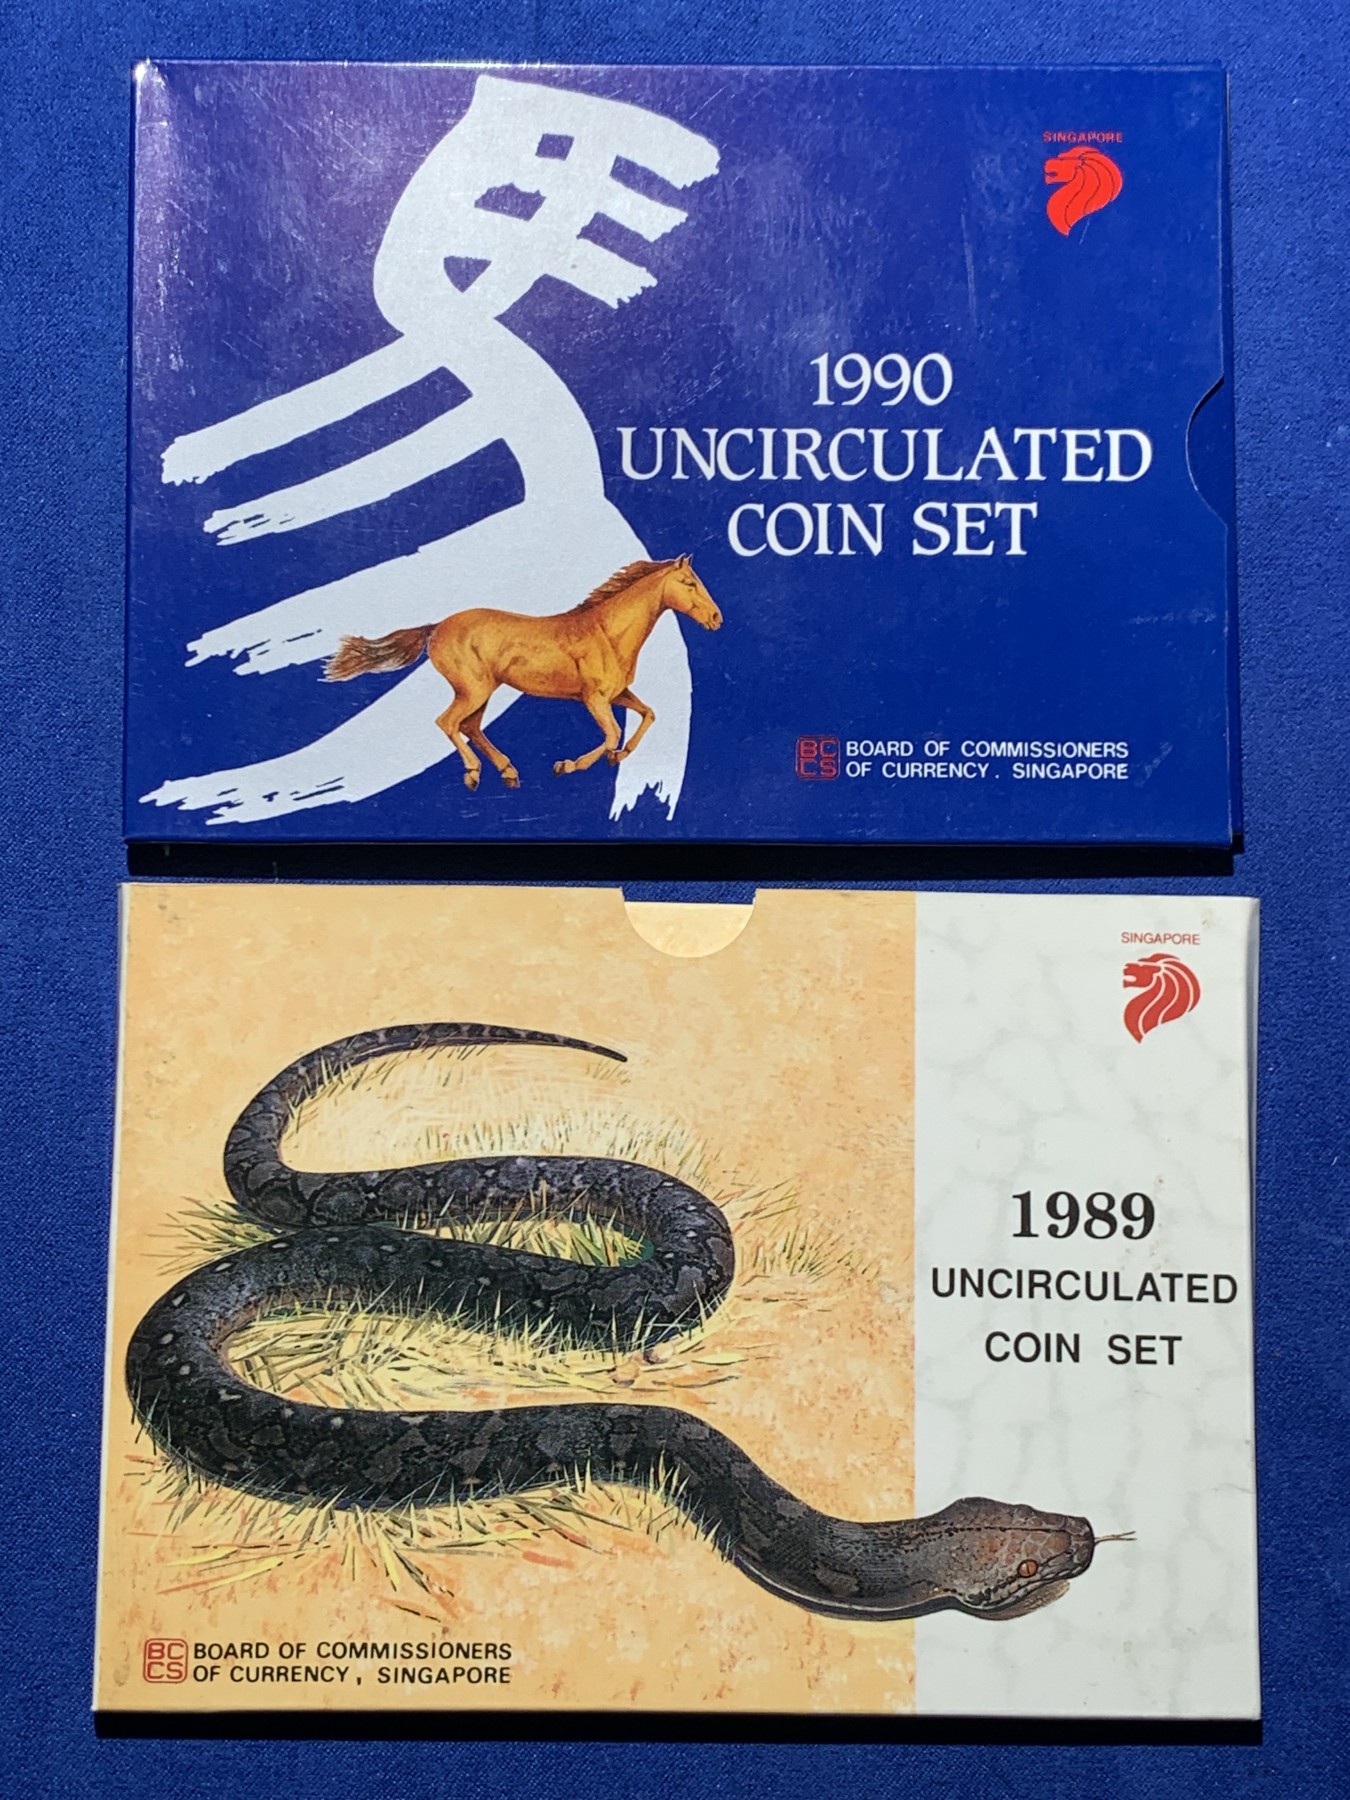 SINGAPORE
1990
UNCIRCULATED
COIN SET
BC
CS
BOARD OF COMMISSIONERS
OF CURRENCY. SINGAPORE
SINGAPORE
1989
UNCIRCULATED
COIN SET
BC
CS
BOARD OF COMMISSIONERS
OF CURRENCY, SINGAPORE